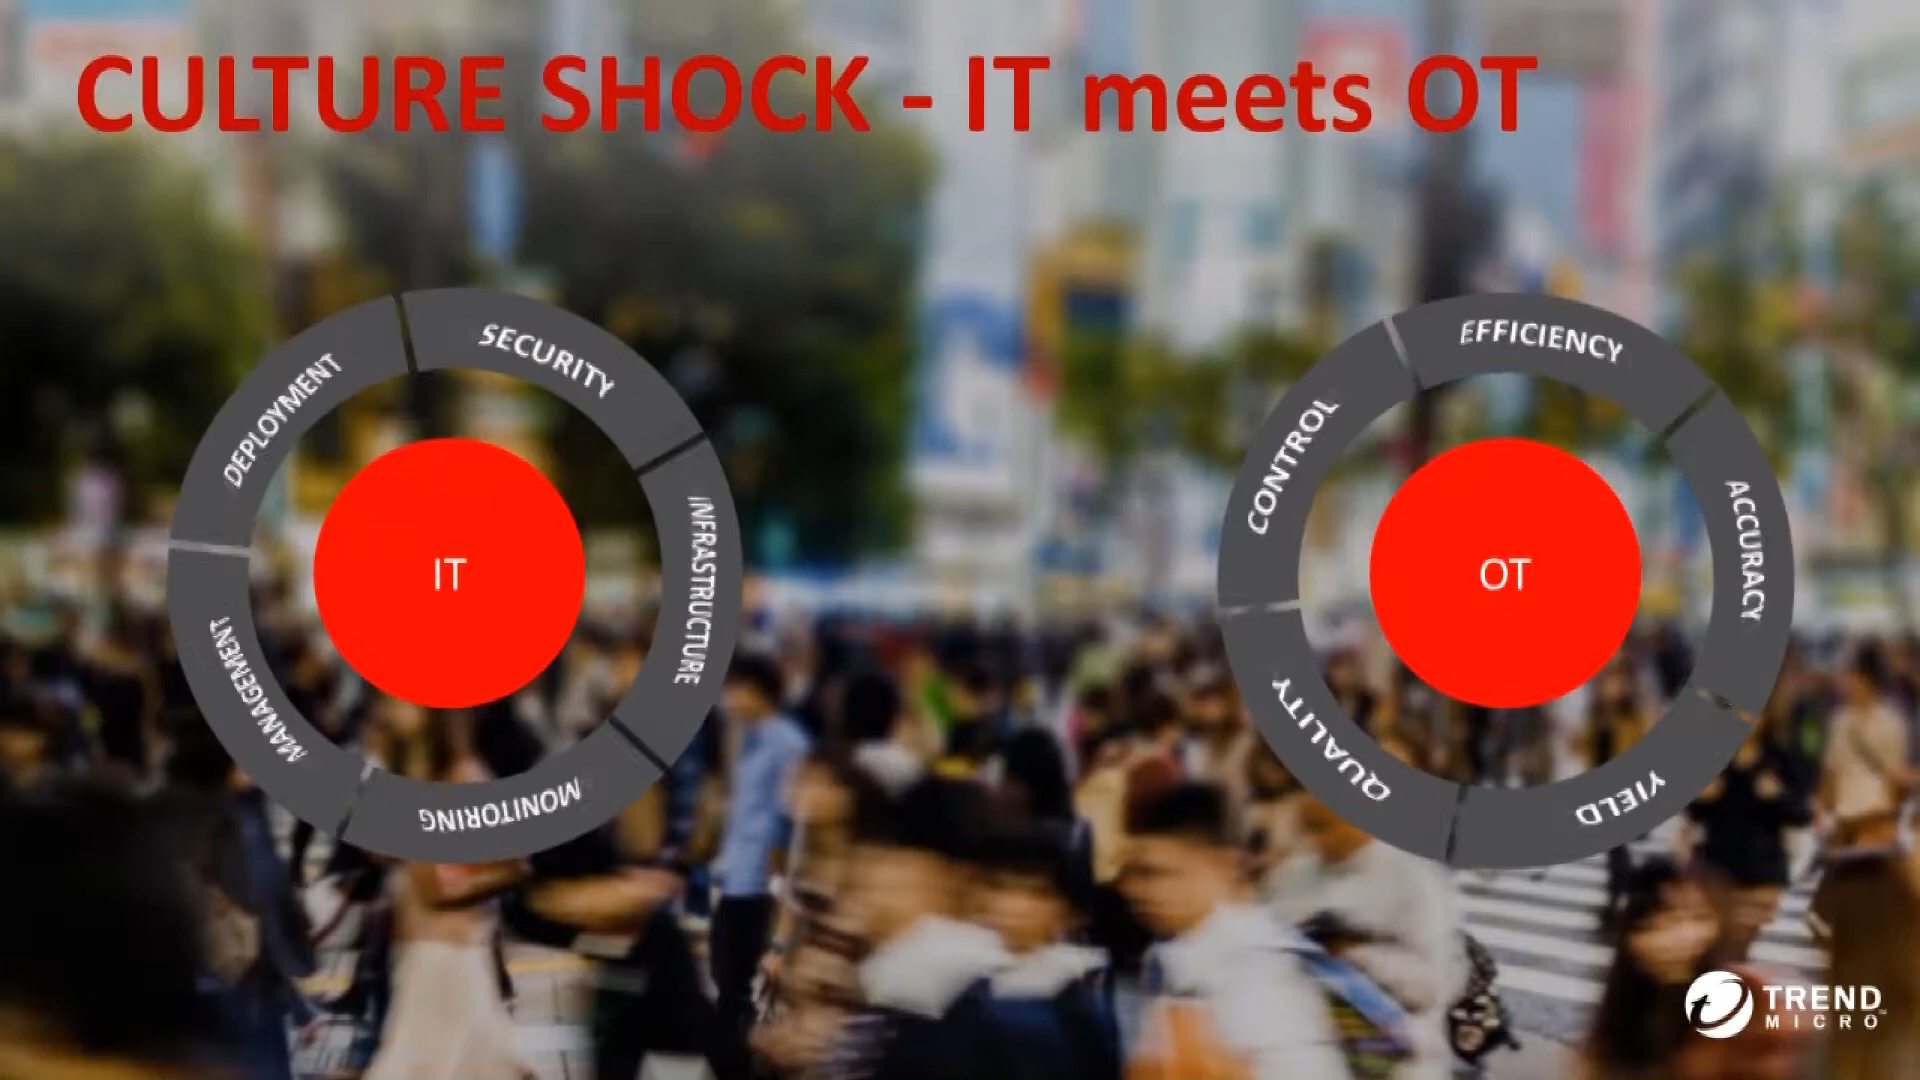 CULTURE SHOCK - IT meets OT
SECURITY
INFRASTRUCTURE
MONITORING
MANAGEMENT
DEPLOYMENT
IT
EFFICIENCY
ACCURACY
YIELD
QUALITY
CONTROL
OT
TREND
MICRO